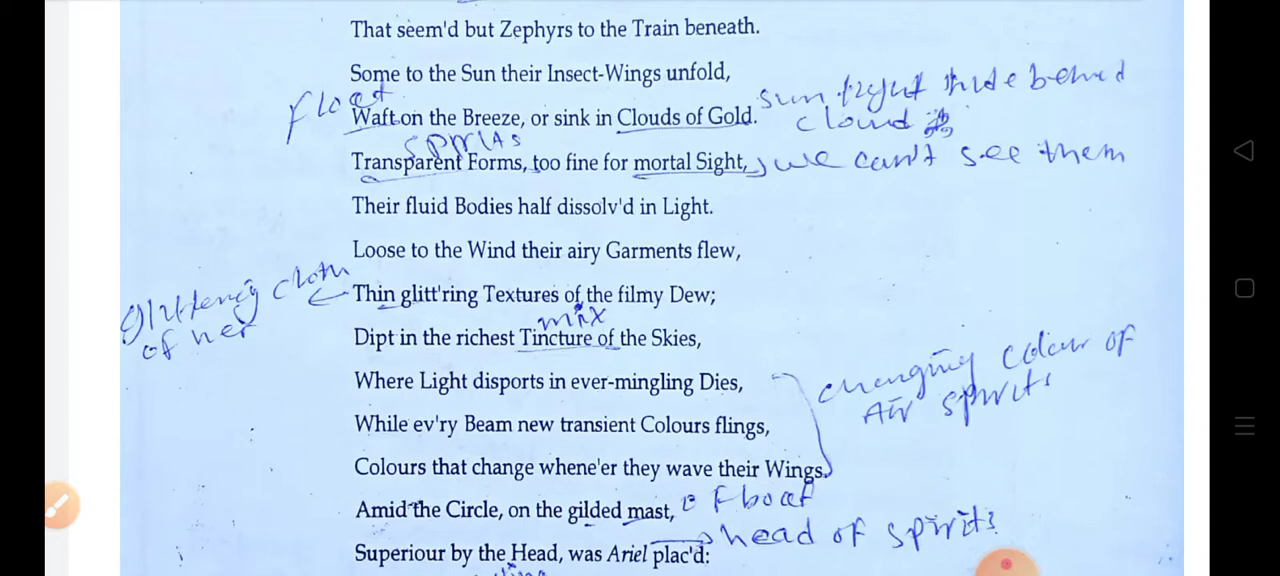 That seem'd but Zephyrs to the Train beneath.
Some to the Sun their Insect-Wings unfold,
float
Waft on the Breeze, or sink in Clouds of Gold.
sun hide behind
cloud
spirits
Transparent Forms, too fine for mortal Sight, we can't see them
Their fluid Bodies half dissolv'd in Light.
Loose to the Wind their airy Garments flew,
glittering cloth
of her
Thin glitt'ring Textures of the filmy Dew;
mix
Dipt in the richest Tincture of the Skies,
Where Light disports in ever-mingling Dies,
changing colour of
Air spirits
While ev'ry Beam new transient Colours flings,
Colours that change whene'er they wave their Wings.
Amid the Circle, on the gilded mast, of boat
head of spirits
Superiour by the Head, was Ariel plac'd: